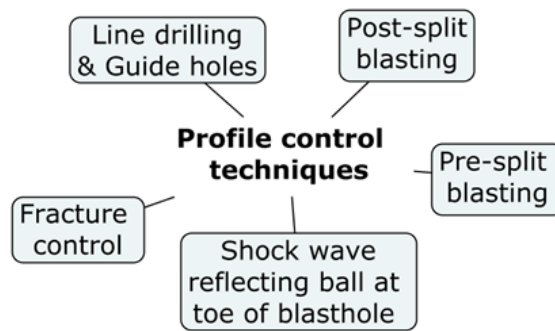 Line drilling
& Guide holes
Post-split
blasting
Profile control
techniques
Pre-split
blasting
Fracture
control
Shock wave
reflecting ball at
toe of blasthole